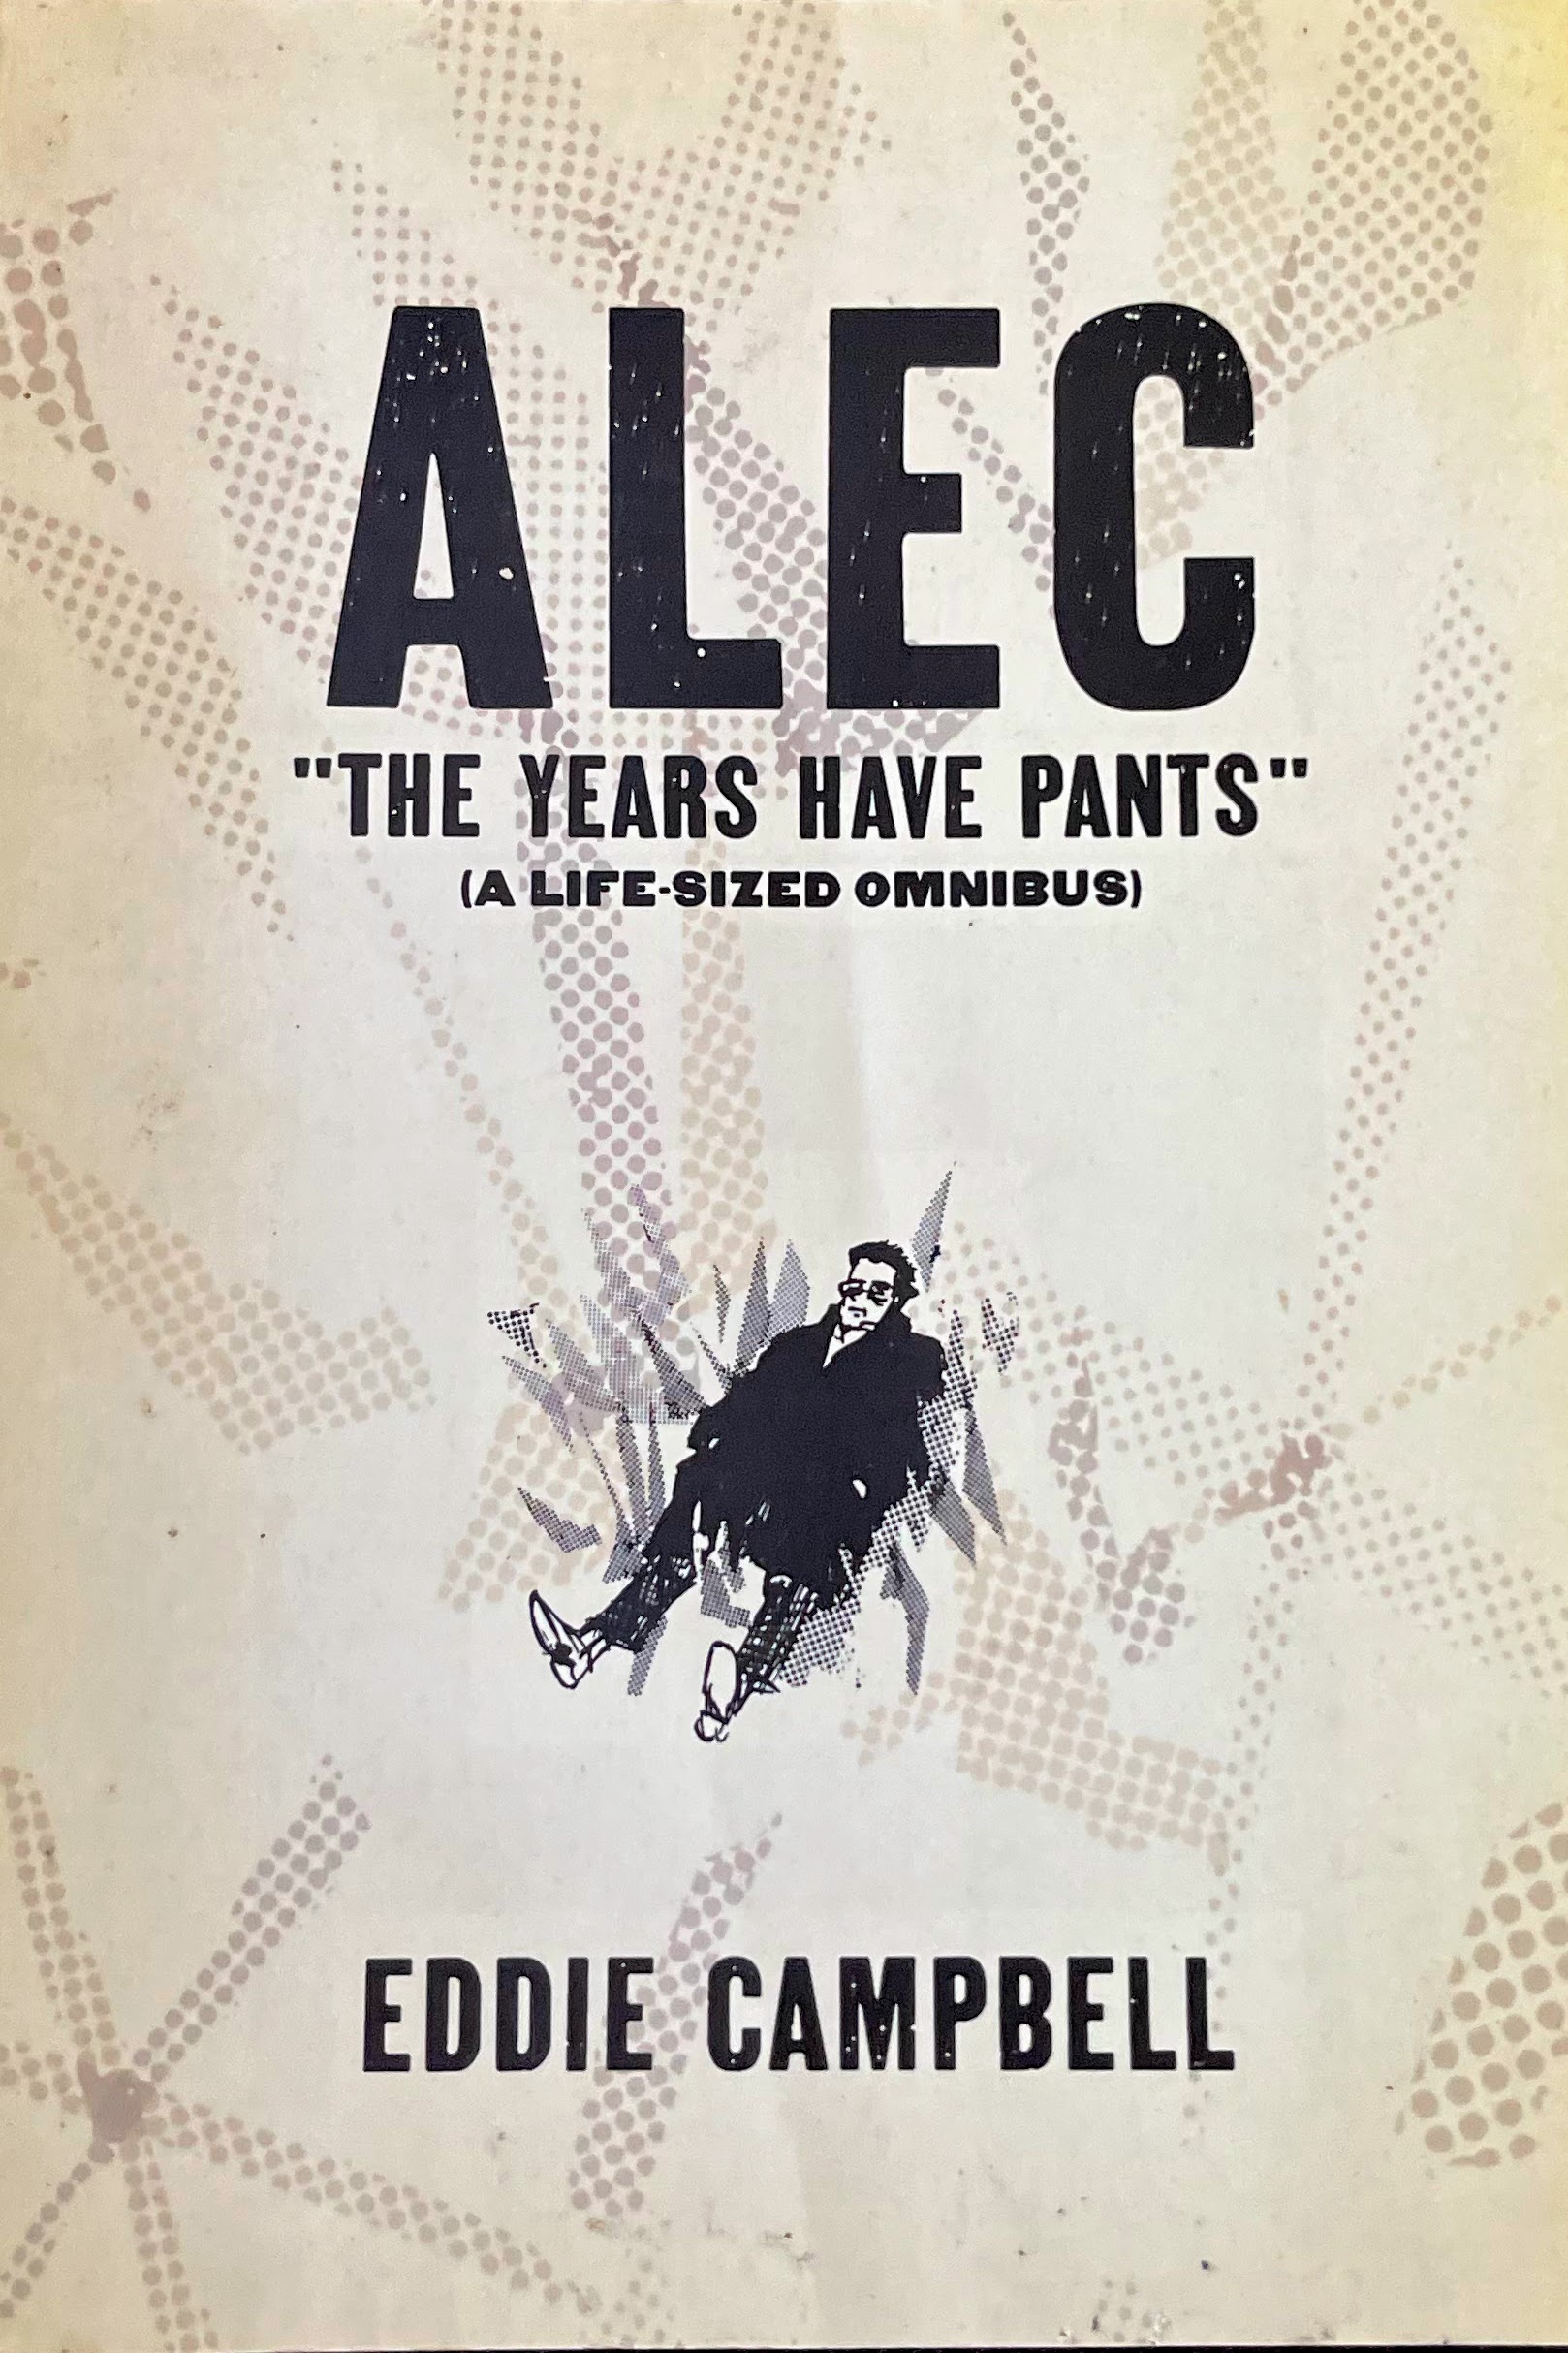 ALEC
"THE YEARS HAVE PANTS"
(A LIFE-SIZED OMNIBUS)
EDDIE CAMPBELL